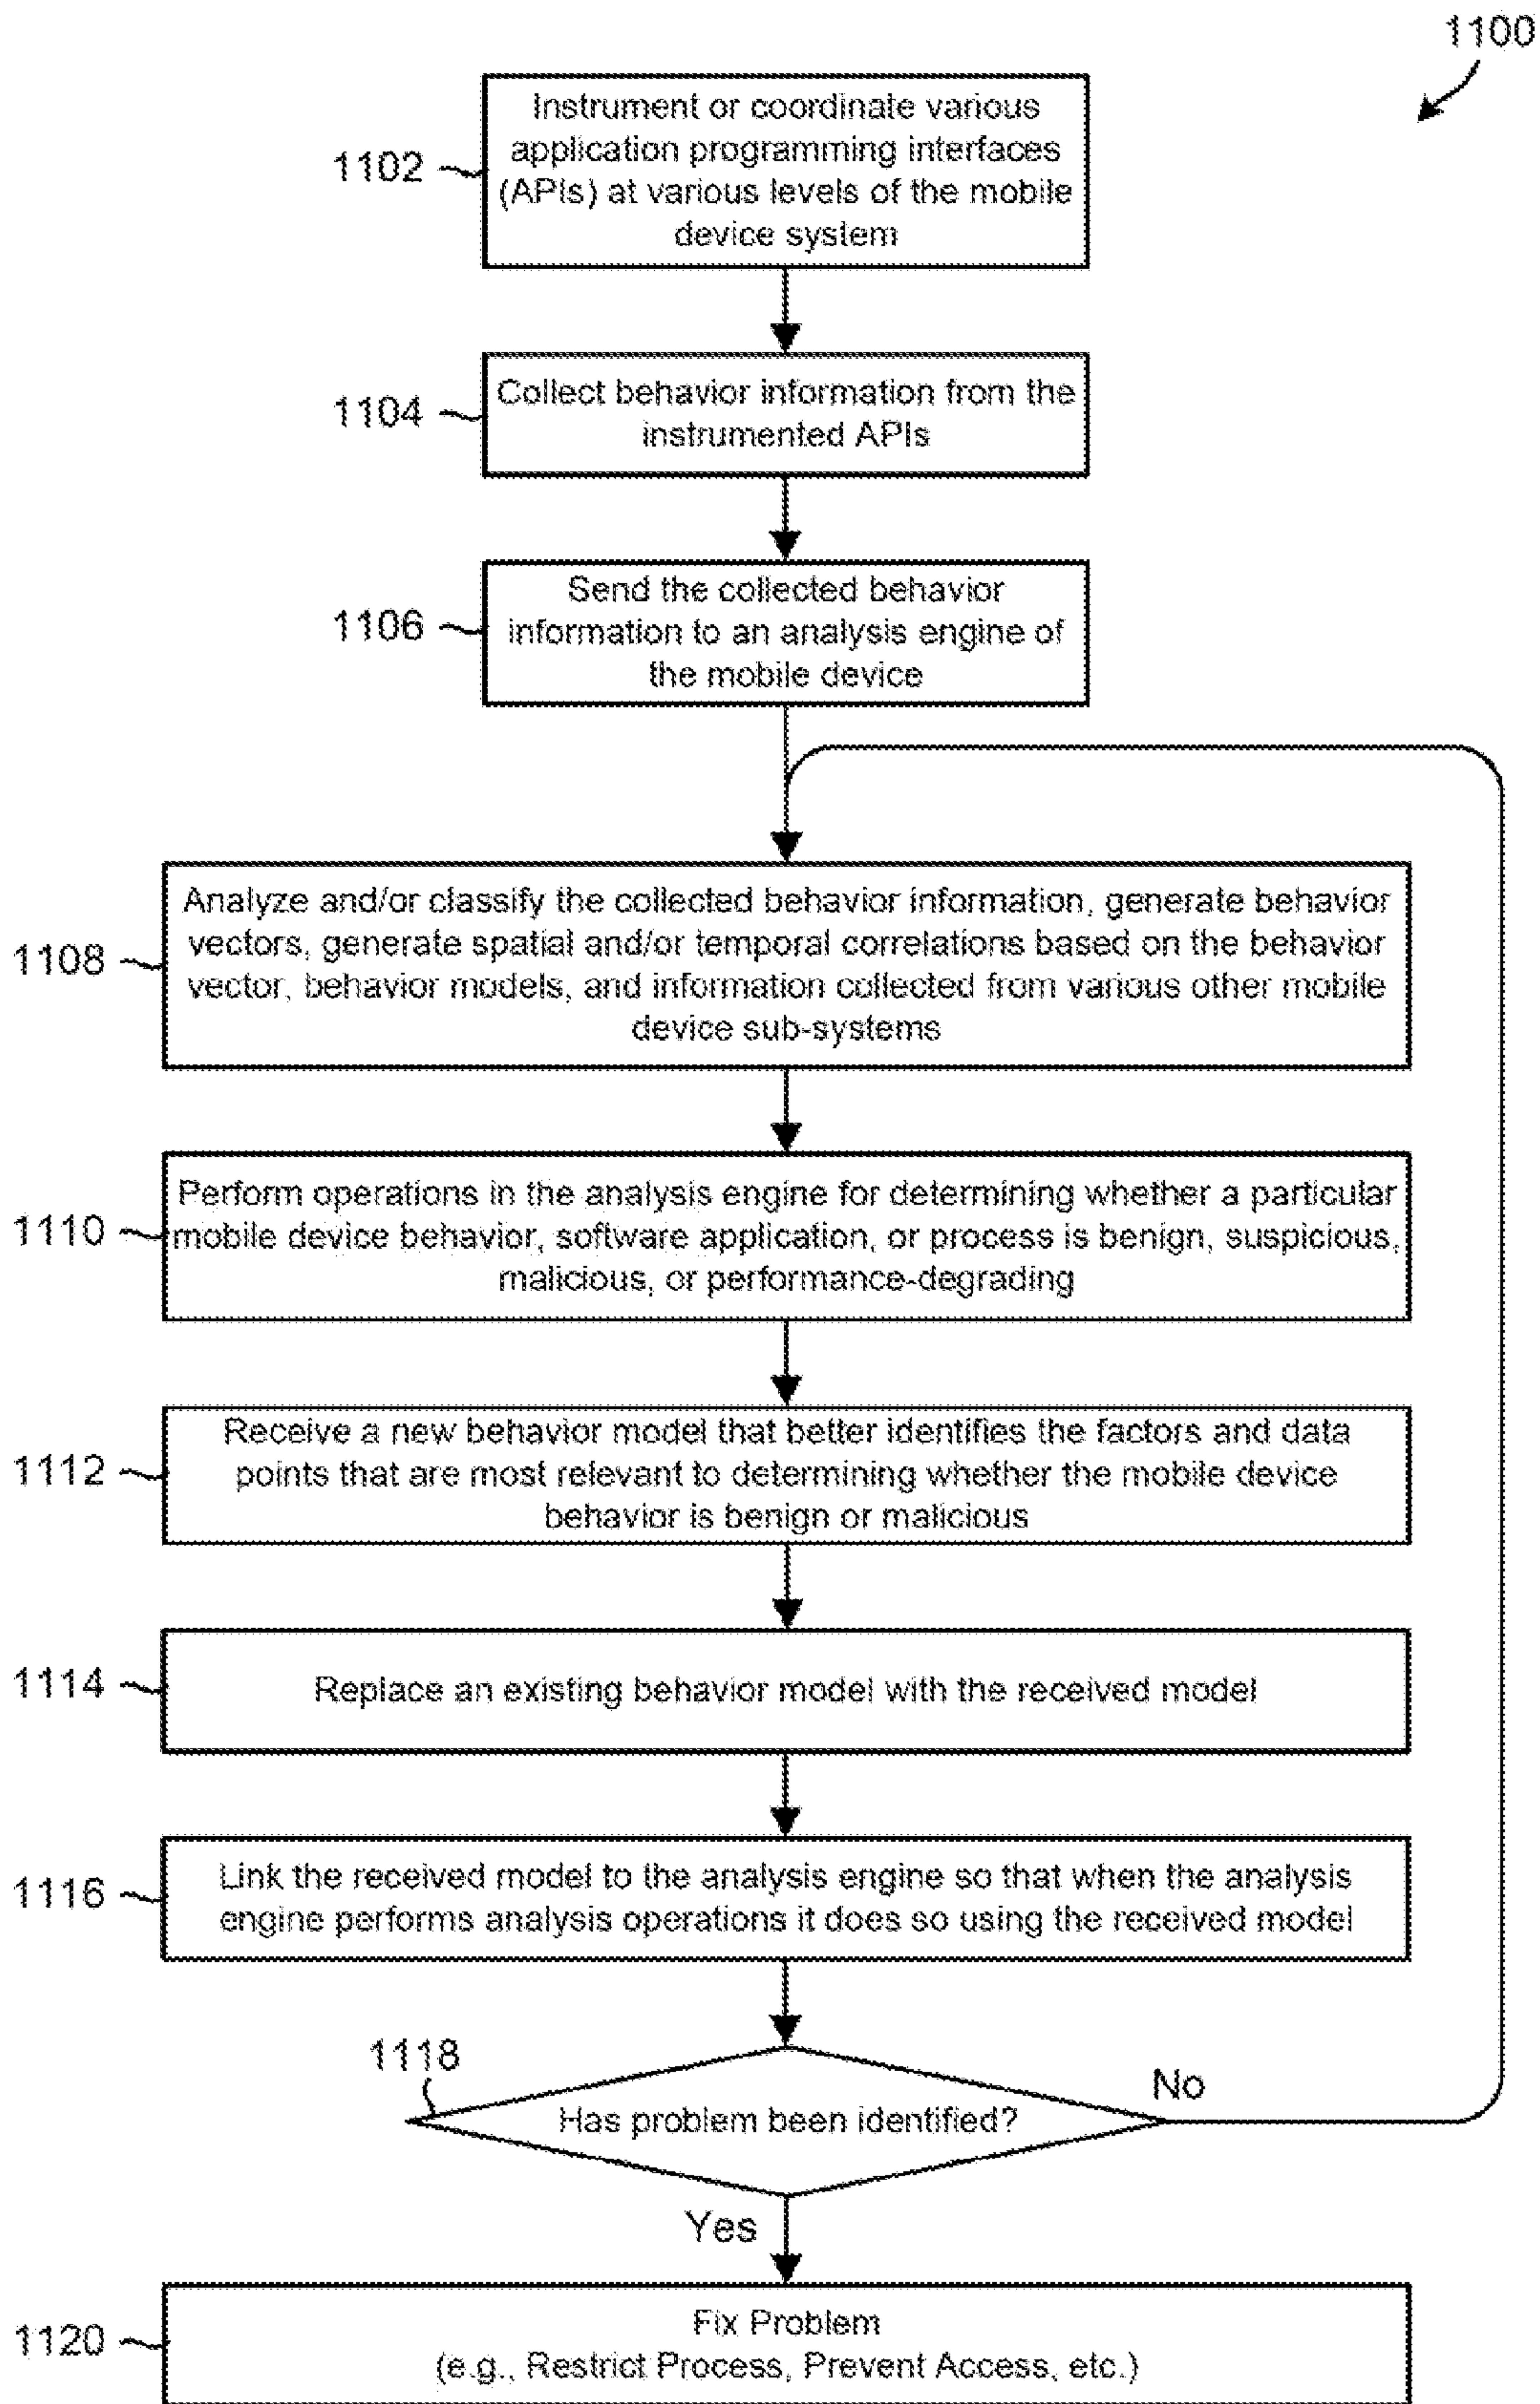 1100
1102
Instrument or coordinate various
application programming interfaces
(APIs) at various levels of the mobile
device system
1104
Collect behavior information from the
instrumented APIs
1106
Send the collected behavior
information to an analysis engine of
the mobile device
1108
Analyze and/or classify the collected behavior information, generate behavior
vectors, generate spatial and/or temporal correlations based on the behavior
vector, behavior models, and information collected from various other mobile
device sub-systems
1110
Perform operations in the analysis engine for determining whether a particular
mobile device behavior, software application, or process is benign, suspicious,
malicious, or performance-degrading
1112
Receive a new behavior model that better identifies the factors and data
points that are most relevant to determining whether the mobile device
behavior is benign or malicious
1114
Replace an existing behavior model with the received model
1116
Link the received model to the analysis engine so that when the analysis
engine performs analysis operations it does so using the received model
1118
Has problem been identified?
No
Yes
1120
Fix Problem
(e.g., Restrict Process, Prevent Access, etc.)